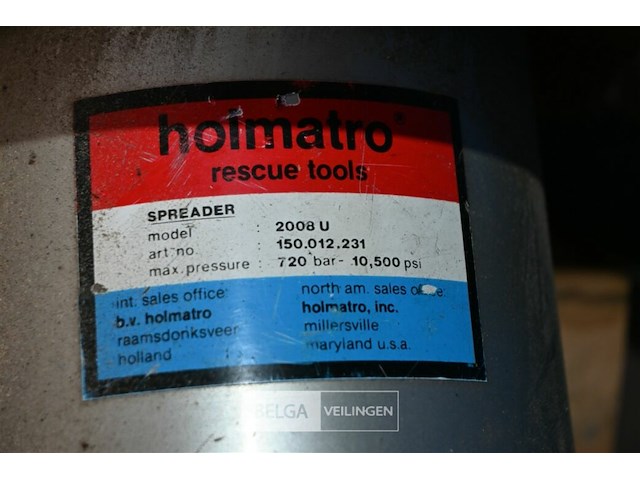 holmatro®
rescue tools
SPREADER
model : 2008 U
art. no. : 150.012.231
max. pressure : 720 bar - 10,500 psi
int. sales office:
b.v. holmatro
raamsdonksveer
holland
north am. sales office:
holmatro, inc.
millersville
maryland u.s.a.
BELGA VEILINGEN